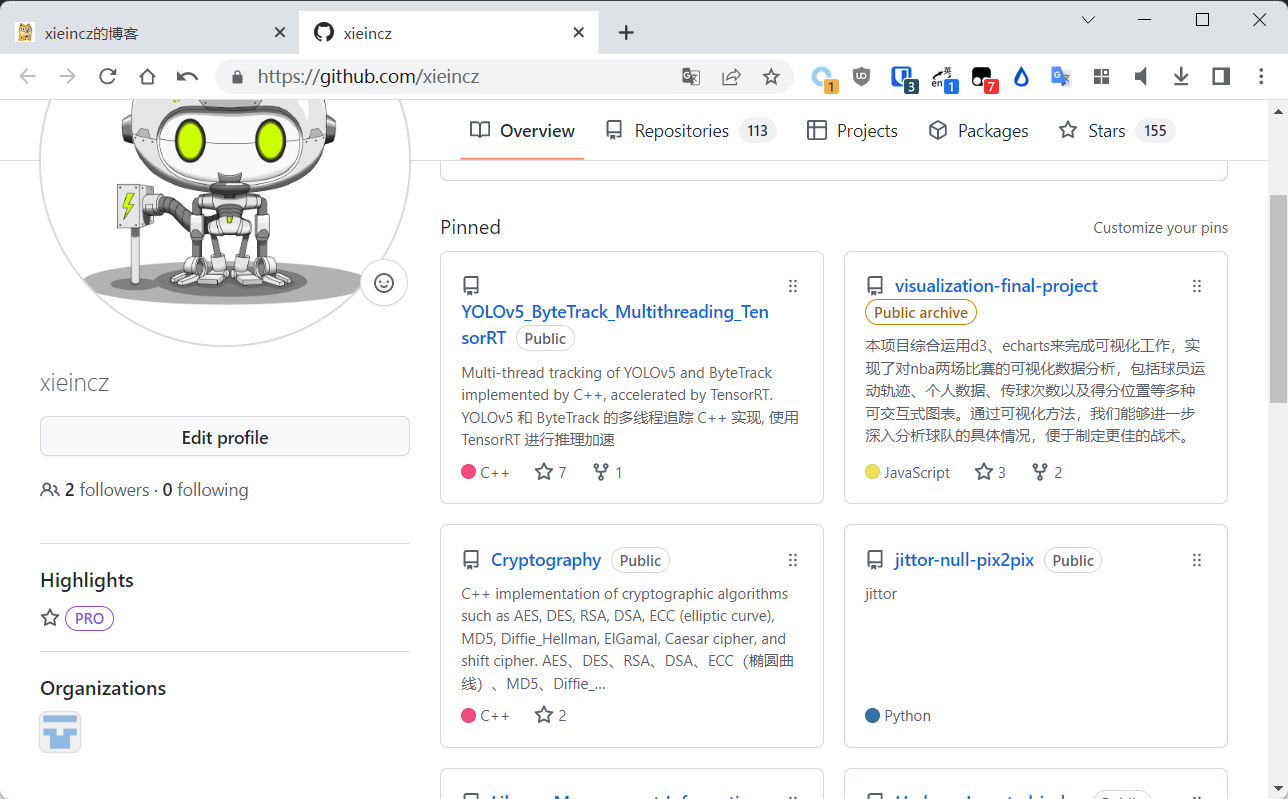 xieincz的博客
xieincz
https://github.com/xieincz
1
3
英
en
1
7
Overview
Repositories 113
Projects
Packages
Stars 155
xieincz
Edit profile
2 followers · 0 following
Highlights
PRO
Organizations
Pinned
Customize your pins
YOLOv5_ByteTrack_Multithreading_Ten
sorRT Public
Multi-thread tracking of YOLOv5 and ByteTrack
implemented by C++, accelerated by TensorRT.
YOLOv5 和 ByteTrack 的多线程追踪 C++ 实现, 使用
TensorRT 进行推理加速
C++ 7 1
visualization-final-project
Public archive
本项目综合运用d3、echarts来完成可视化工作，实
现了对nba两场比赛的可视化数据分析，包括球员运
动轨迹、个人数据、传球次数以及得分位置等多种
可交互式图表。通过可视化方法，我们能够进一步
深入分析球队的具体情况，便于制定更佳的战术。
JavaScript 3 2
Cryptography Public
C++ implementation of cryptographic algorithms
such as AES, DES, RSA, DSA, ECC (elliptic curve),
MD5, Diffie_Hellman, ElGamal, Caesar cipher, and
shift cipher. AES、DES、RSA、DSA、ECC（椭圆曲
线）、MD5、Diffie_...
C++ 2
jittor-null-pix2pix Public
jittor
Python